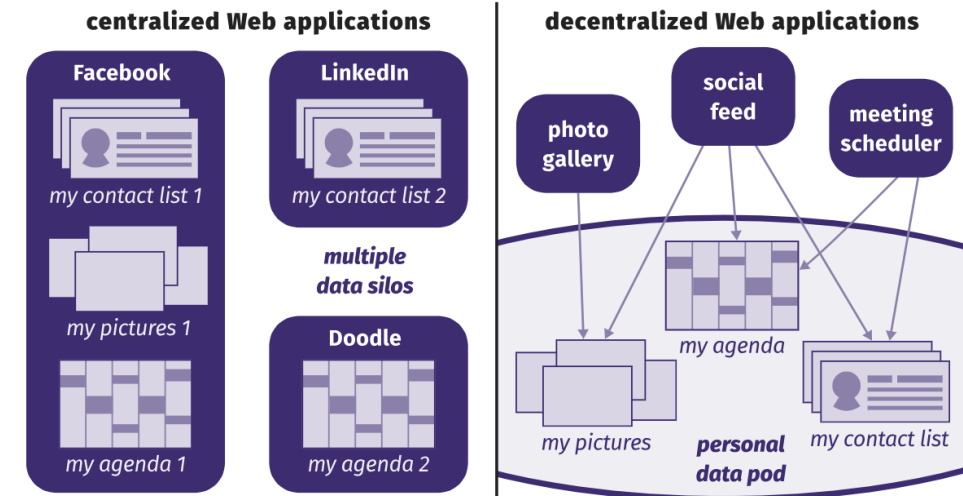 centralized Web applications
Facebook
my contact list 1
my pictures 1
my agenda 1
LinkedIn
my contact list 2
multiple
data silos
Doodle
my agenda 2
decentralized Web applications
photo
gallery
social
feed
meeting
scheduler
my agenda
my pictures
my contact list
personal
data pod